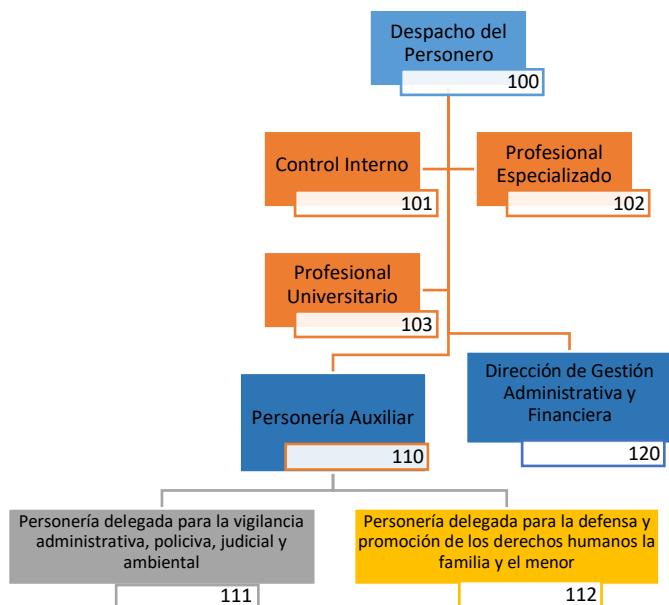 Despacho del
Personero
100
Control Interno
101
Profesional
Especializado
102
Profesional
Universitario
103
Personería Auxiliar
110
Dirección de Gestión
Administrativa y
Financiera
120
Personería delegada para la vigilancia
administrativa, policiva, judicial y
ambiental
111
Personería delegada para la defensa y
promoción de los derechos humanos la
familia y el menor
112